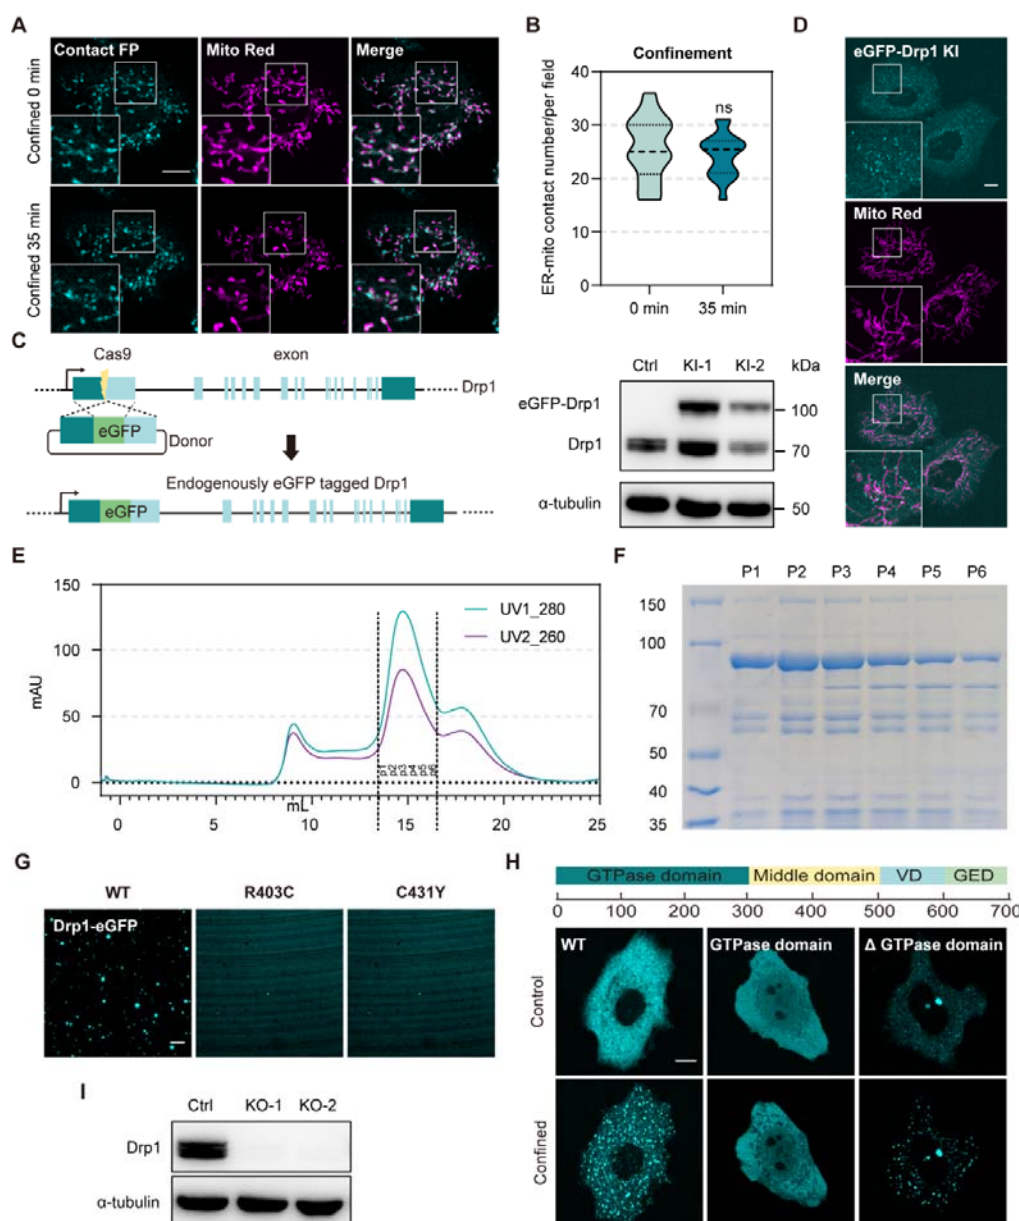 A
Contact FP
Mito Red
Merge
Confined 0 min
Confined 35 min
B
Confinement
ER-mito contact number/per field
40
30
20
10
0
ns
0 min
35 min
C
Cas9
exon
Drp1
eGFP
Donor
Endogenously eGFP tagged Drp1
eGFP
Ctrl
KI-1
KI-2
kDa
eGFP-Drp1
100
Drp1
70
α-tubulin
50
D
eGFP-Drp1 KI
Mito Red
Merge
E
mAU
150
100
50
0
UV1_280
UV2_260
p1
p2
p3
p4
p5
p6
mL
0
5
10
15
20
25
F
P1
P2
P3
P4
P5
P6
150
100
70
50
40
35
G
WT
R403C
C431Y
Drp1-eGFP
H
GTPase domain
Middle domain
VD
GED
0
100
200
300
400
500
600
700
WT
GTPase domain
Δ GTPase domain
Control
Confined
I
Ctrl
KO-1
KO-2
Drp1
α-tubulin